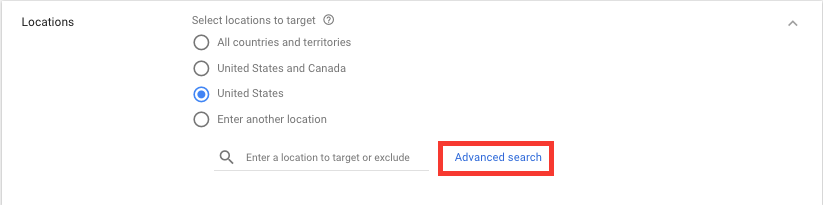 Locations
Select locations to target
All countries and territories
United States and Canada
United States
Enter another location
Enter a location to target or exclude Advanced search